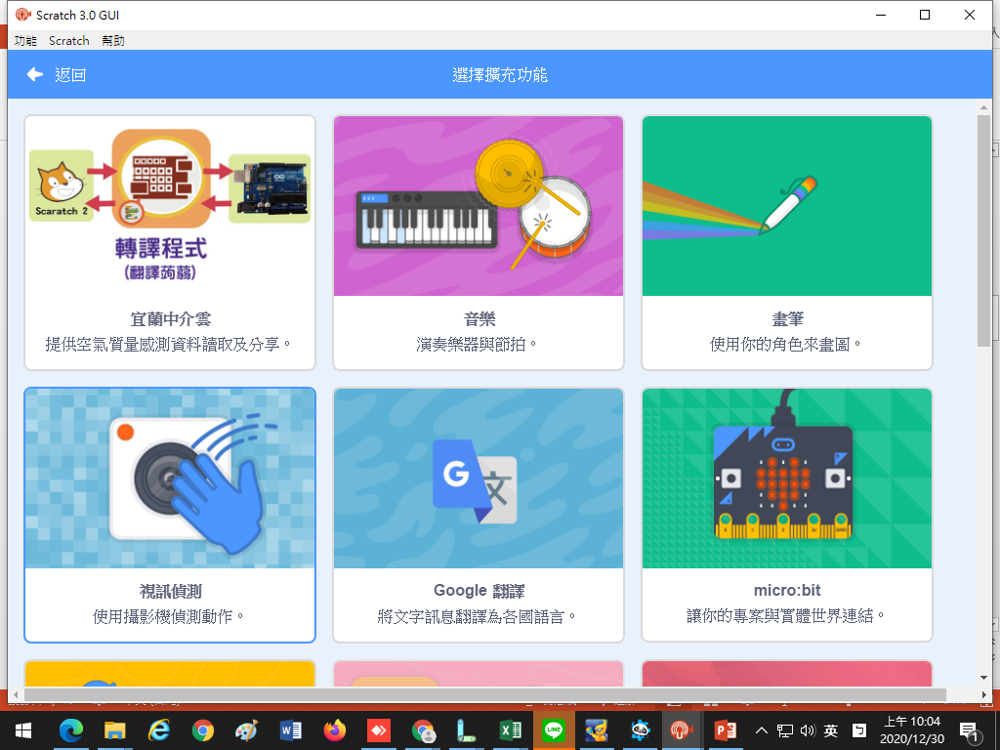 Scratch 3.0 GUI
功能 Scratch 幫助
返回
選擇擴充功能
Scaratch 2
轉譯程式
(翻譯蒟蒻)
宜蘭中介雲
提供空氣質量感測資料讀取及分享。
音樂
演奏樂器與節拍。
畫筆
使用你的角色來畫圖。
視訊偵測
使用攝影機偵測動作。
G 文
Google 翻譯
將文字訊息翻譯為各國語言。
micro:bit
讓你的專案與實體世界連結。
LINE
英
上午 10:04
2020/12/30
1